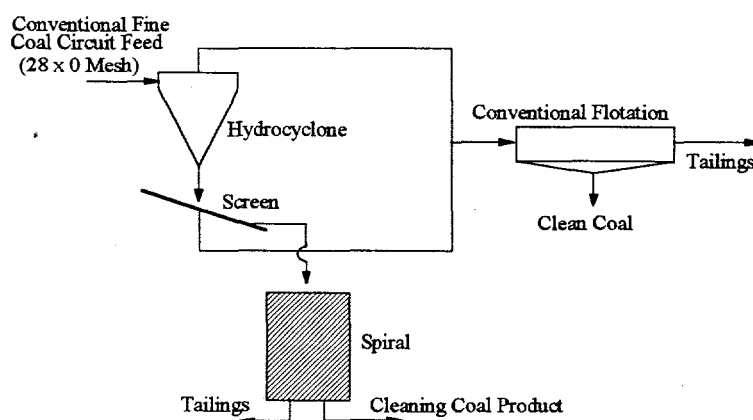 Conventional Fine
Coal Circuit Feed
(28 x 0 Mesh)
Hydrocyclone
Conventional Flotation
Tailings
Screen
Clean Coal
Spiral
Tailings
Cleaning Coal Product